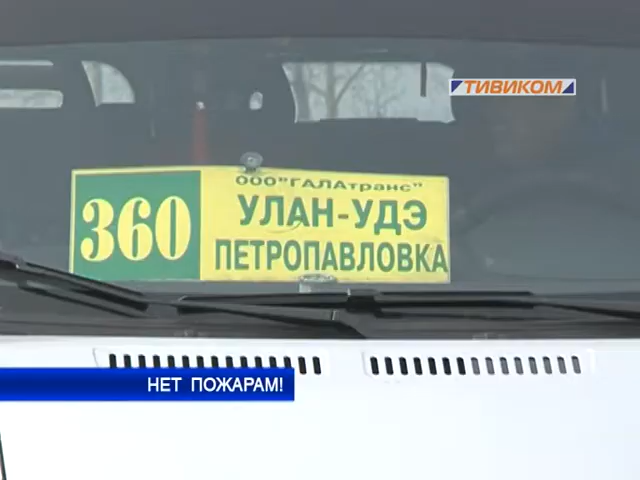 ТИВИКОМ
ООО"ГАЛАтранс"
360
УЛАН-УДЭ
ПЕТРОПАВЛОВКА
НЕТ ПОЖАРАМ!